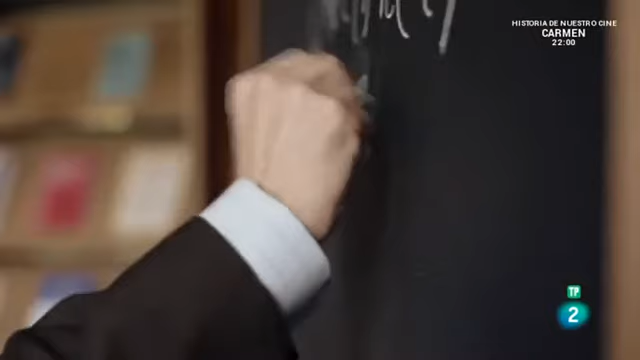 HISTORIA DE NUESTRO CINE
CARMEN
22:00
TP
2